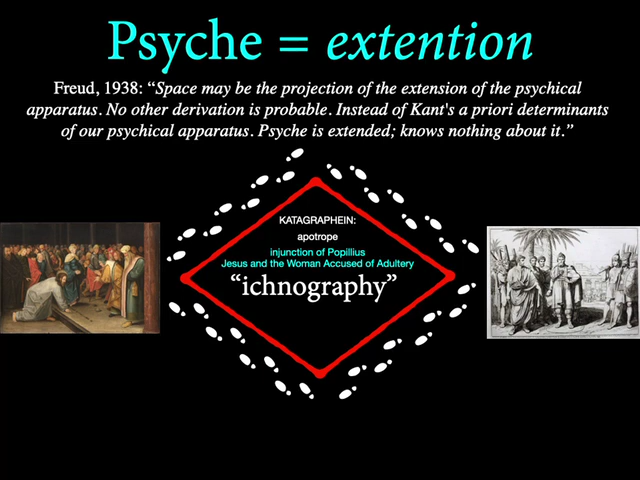 Psyche = extention
Freud, 1938: “Space may be the projection of the extension of the psychical
apparatus. No other derivation is probable. Instead of Kant's a priori determinants
of our psychical apparatus. Psyche is extended; knows nothing about it.”
KATAGRAPHEIN:
apotrope
injunction of Popillius
Jesus and the Woman Accused of Adultery
“ichnography”